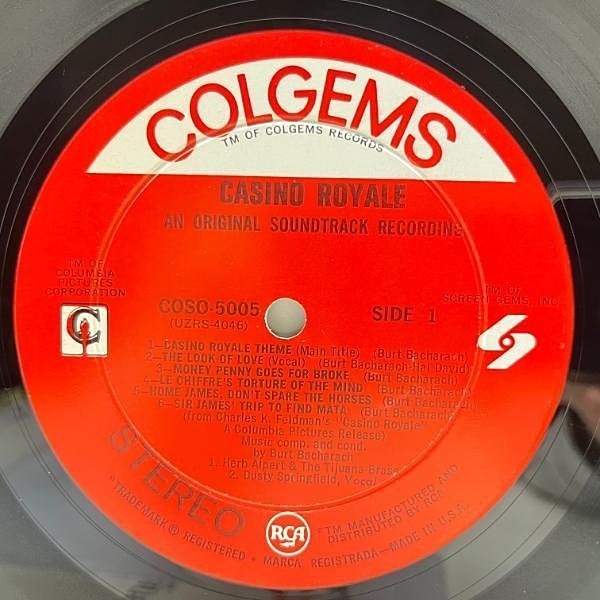 COLGEMS
TM OF COLGEMS RECORDS
CASINO ROYALE
AN ORIGINAL SOUNDTRACK RECORDING
TM OF
COLUMBIA
PICTURES
CORPORATION
C
COSO-5005
(UZRS-4046)
SIDE 1
TM OF
SCREEN GEMS, INC.
1-CASINO ROYALE THEME (Main Title) (Burt Bacharach)
2-THE LOOK OF LOVE (Vocal) (Burt Bacharach-Hal David)
3-MONEY PENNY GOES FOR BROKE (Burt Bacharach)
4-LE CHIFFRE'S TORTURE OF THE MIND (Burt Bacharach)
5-HOME JAMES, DON'T SPARE THE HORSES (Burt Bacharach)
6-SIR JAMES' TRIP TO FIND MATA (Burt Bacharach)
(from Charles K. Feldman's "Casino Royale"
A Columbia Pictures Release)
Music comp. and cond.
by Burt Bacharach
1. Herb Alpert & The Tijuana Brass
2. Dusty Springfield, Vocal
STEREO
RCA
TRADEMARK ® REGISTERED • MARCA REGISTRADA—MADE IN U.S.A.
TM MANUFACTURED AND
DISTRIBUTED BY RCA